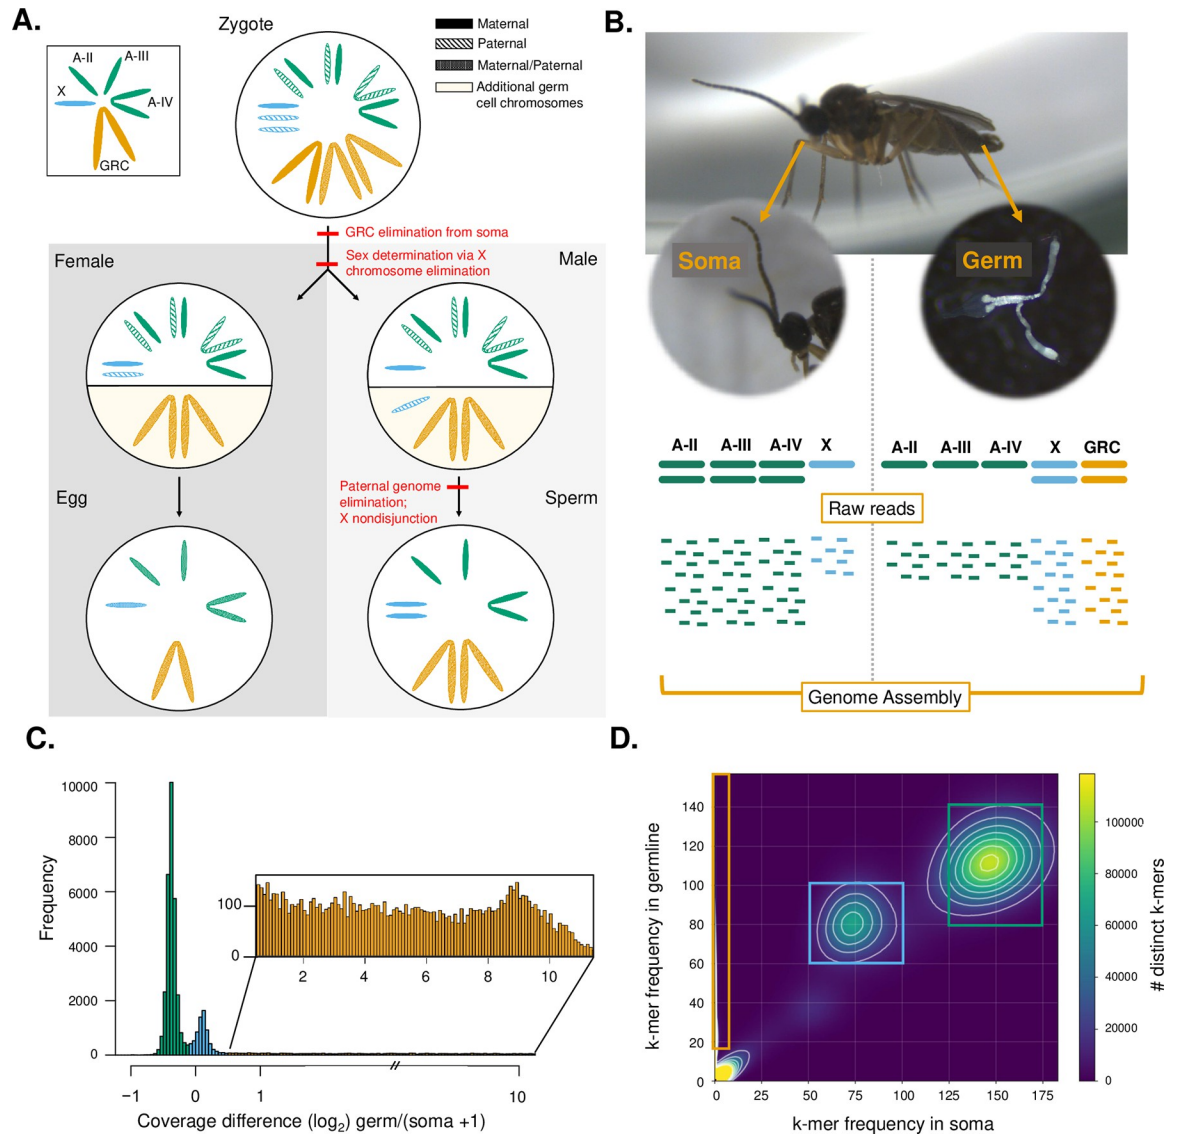 A.
Zygote
Maternal
Paternal
Maternal/Paternal
Additional germ
cell chromosomes
A-II
A-III
X
A-IV
GRC
GRC elimination from soma
Sex determination via X
chromosome elimination
Female
Male
Paternal genome
elimination;
X nondisjunction
Egg
Sperm
B.
Soma
Germ
A-II A-III A-IV X
A-II A-III A-IV X GRC
Raw reads
Genome Assembly
C.
Frequency
10000
8000
6000
4000
2000
0
100
0
2 4 6 8 10
−1 0 1 // 10
Coverage difference (log₂) germ/(soma +1)
D.
k-mer frequency in germline
140
120
100
80
60
40
20
0
0 25 50 75 100 125 150 175
k-mer frequency in soma
100000
80000
60000
40000
20000
0
# distinct k-mers